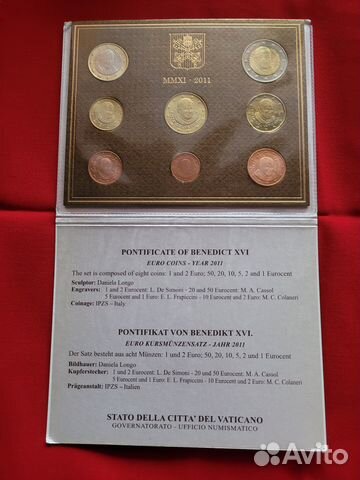 MMXI - 2011
PONTIFICATE OF BENEDICT XVI
EURO COINS - YEAR 2011
The set is composed of eight coins: 1 and 2 Euro; 50, 20, 10, 5, 2 and 1 Eurocent
Sculptor: Daniela Longo
Engravers: 1 and 2 Eurocent: L. De Simoni - 20 und 50 Eurocent: M. A. Cassol
5 Eurocent and 1 Euro: E. L. Frapiccini - 10 Eurocent und 2 Euro: M. C. Colaneri
Coinage: IPZS – Italy
PONTIFIKAT VON BENEDIKT XVI.
EURO KURSMÜNZENSATZ - JAHR 2011
Der Satz besteht aus acht Münzen: 1 und 2 Euro; 50, 20, 10, 5, 2 und 1 Eurocent
Bildhauer: Daniela Longo
Kupferstecher: 1 und 2 Eurocent: L. De Simoni - 20 und 50 Eurocent: M. A. Cassol
5 Eurocent und 1 Euro: E. L. Frapiccini - 10 Eurocent und 2 Euro: M. C. Colaneri
Prägeanstalt: IPZS – Italien
STATO DELLA CITTA' DEL VATICANO
GOVERNATORATO - UFFICIO NUMISMATICO
Avito